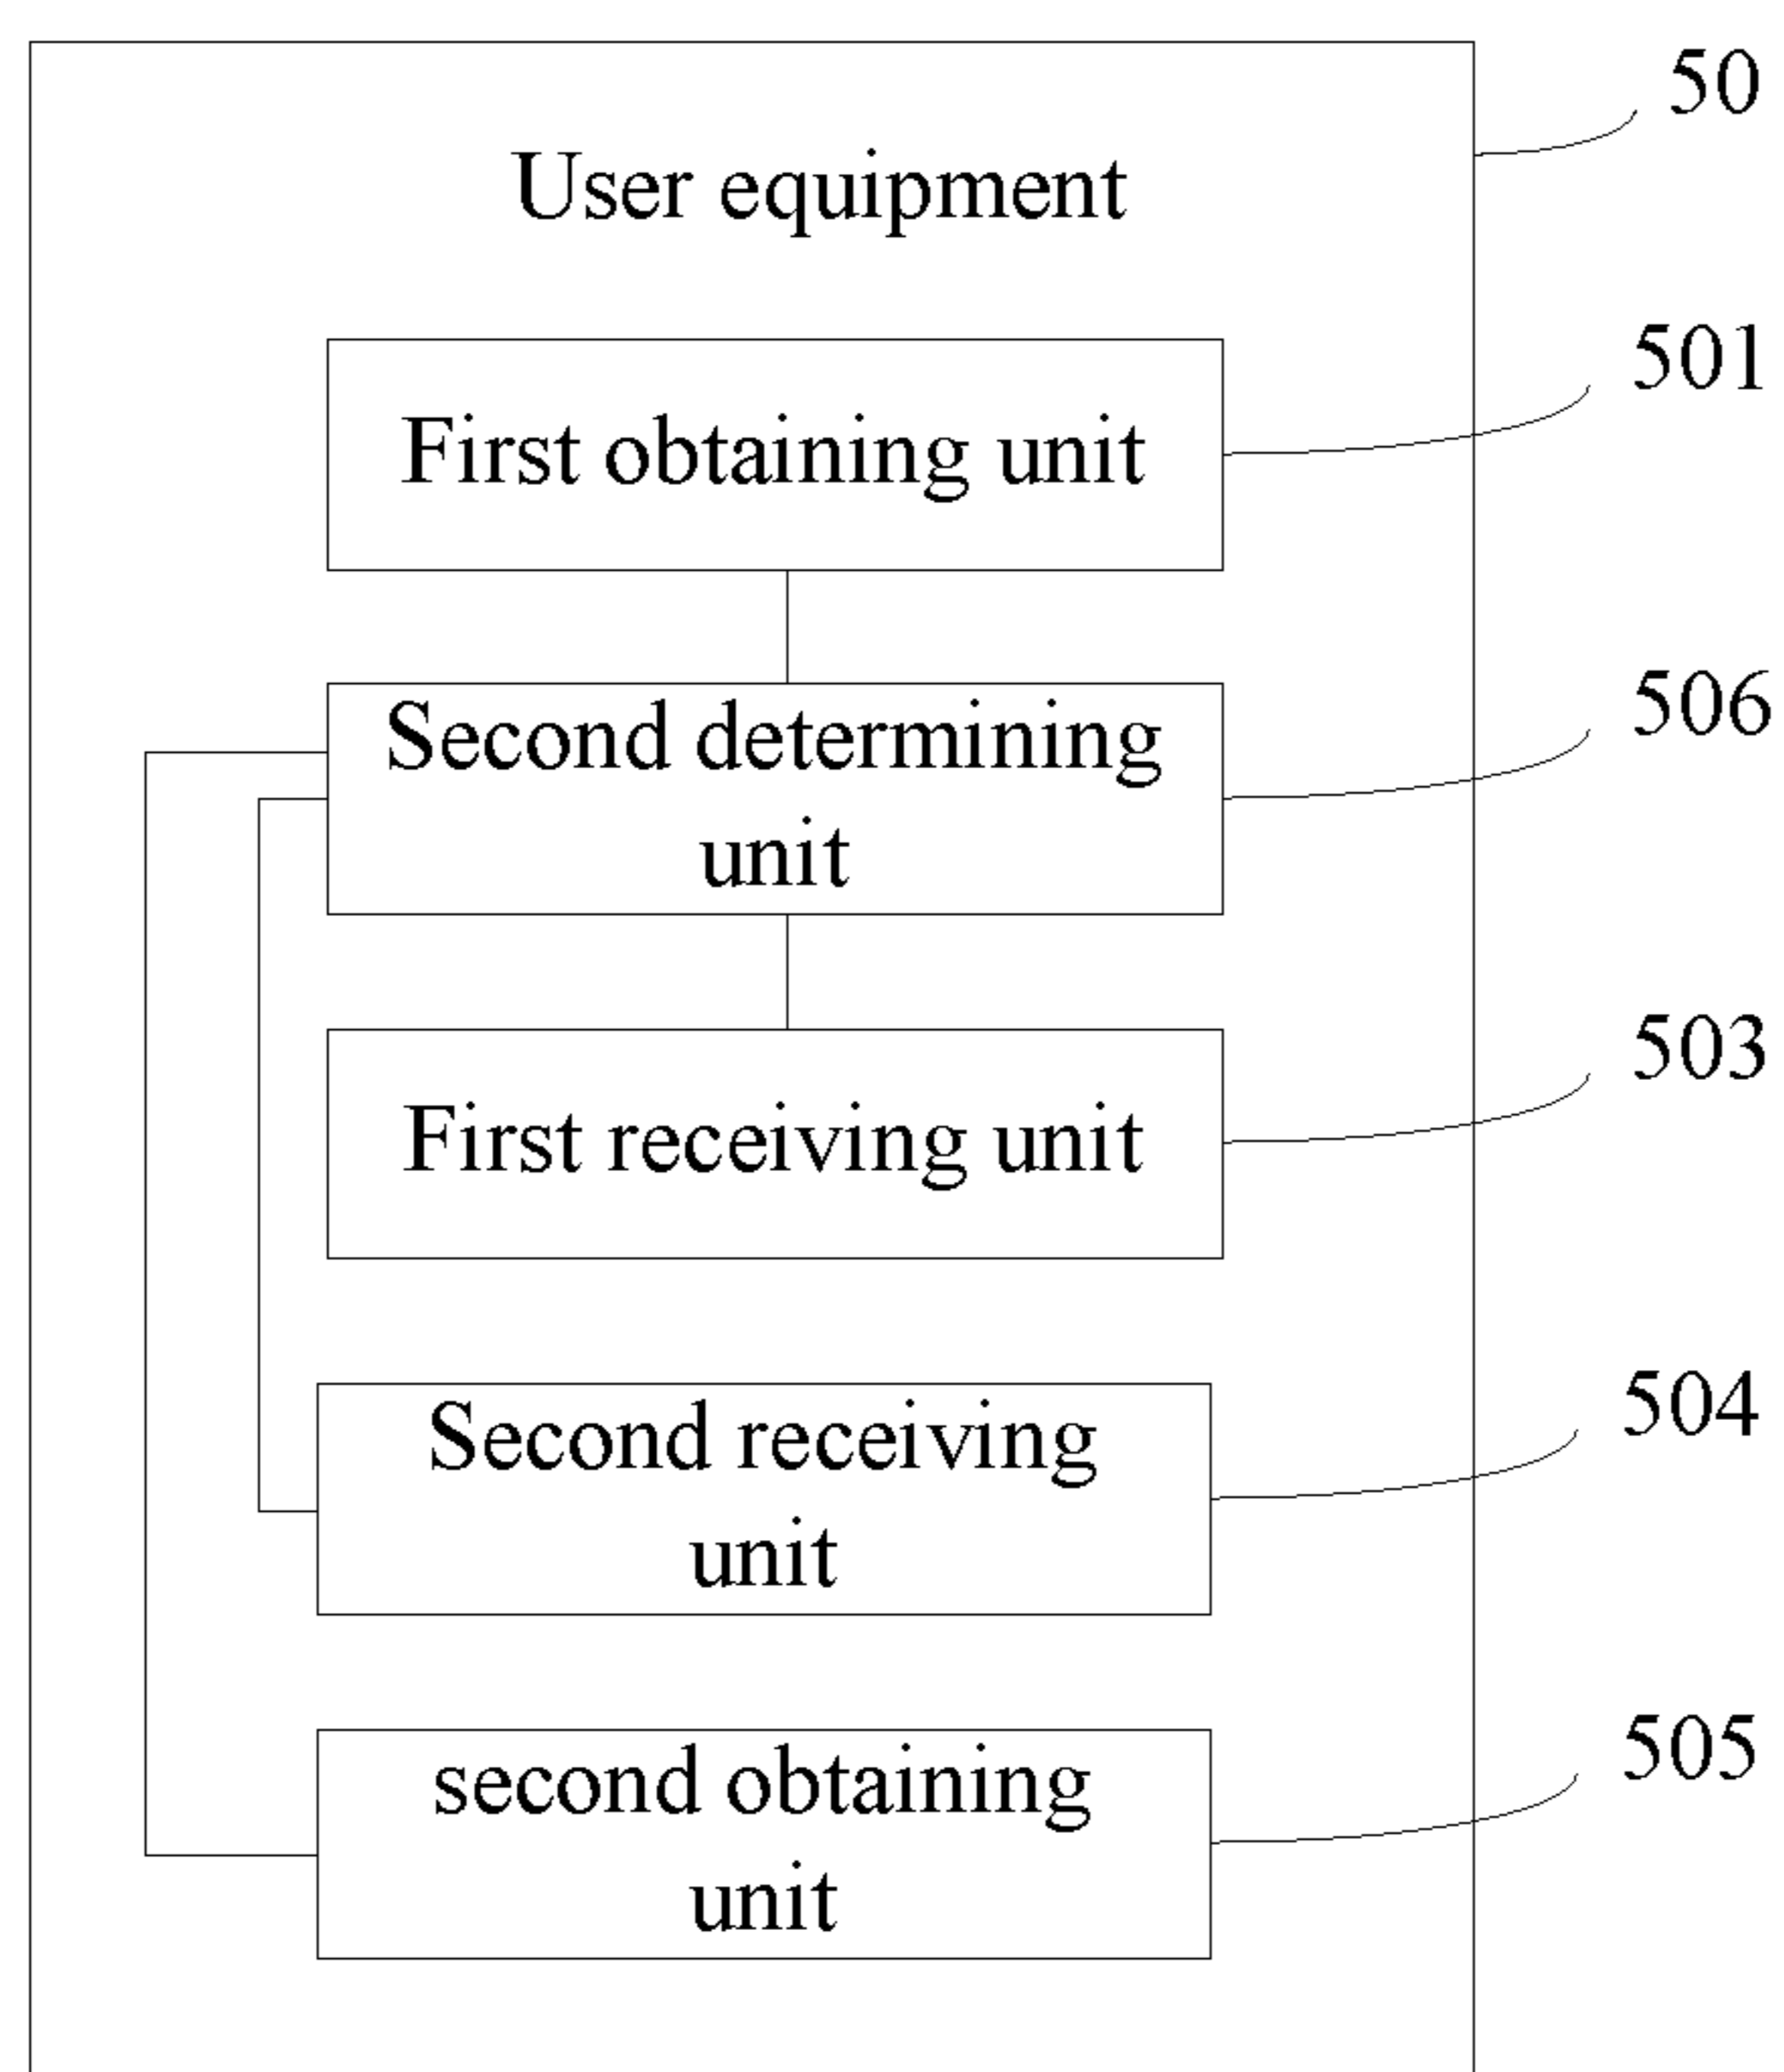 50
User equipment
501
First obtaining unit
506
Second determining
unit
503
First receiving unit
504
Second receiving
unit
505
second obtaining
unit